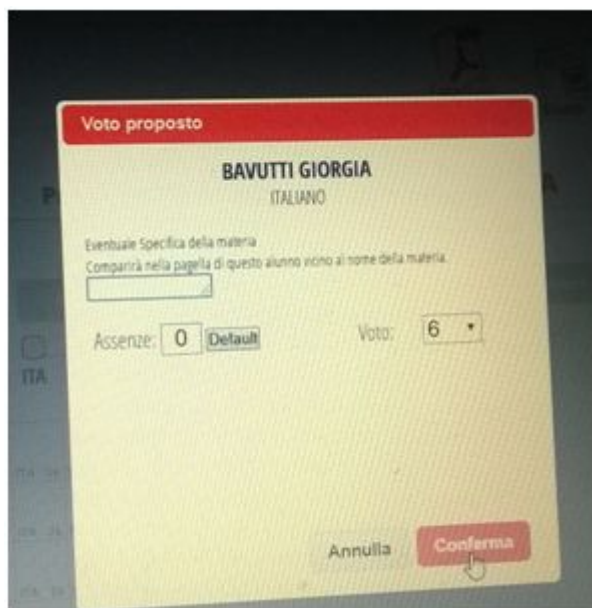 Voto proposto
BAVUTTI GIORGIA
ITALIANO
Eventuale Specifica della materia
Comparirà nella pagella di questo alunno vicino al nome della materia.
Assenze: 0 Default Voto: 6
ITA
Annulla Conferma